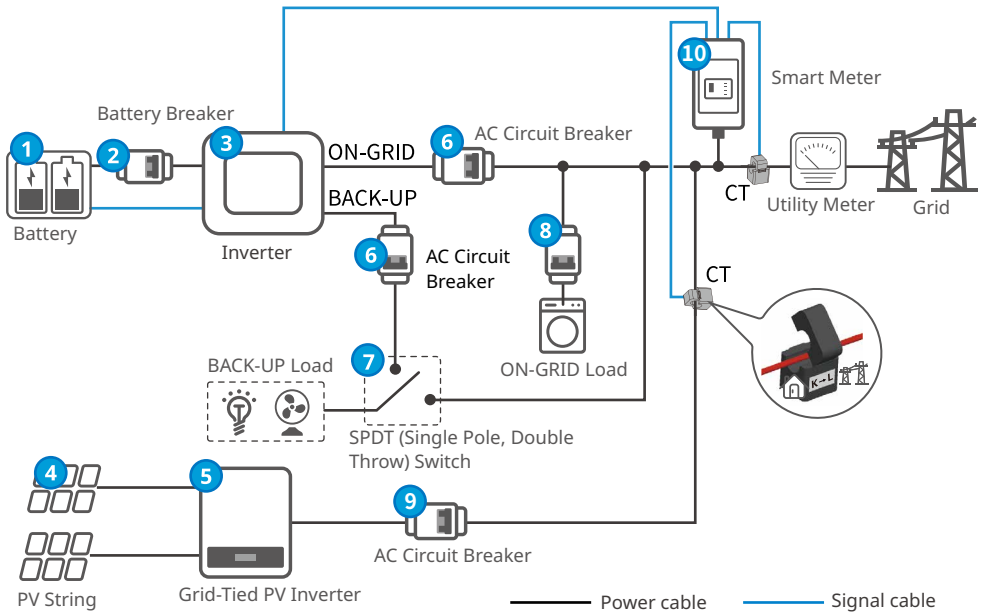 10
Smart Meter
Battery Breaker
1
2
3
ON-GRID
6
AC Circuit Breaker
BACK-UP
CT
Utility Meter
Grid
Battery
Inverter
6
AC Circuit
Breaker
8
CT
K→L
7
BACK-UP Load
ON-GRID Load
SPDT (Single Pole, Double
Throw) Switch
4
5
9
AC Circuit Breaker
PV String
Grid-Tied PV Inverter
Power cable
Signal cable